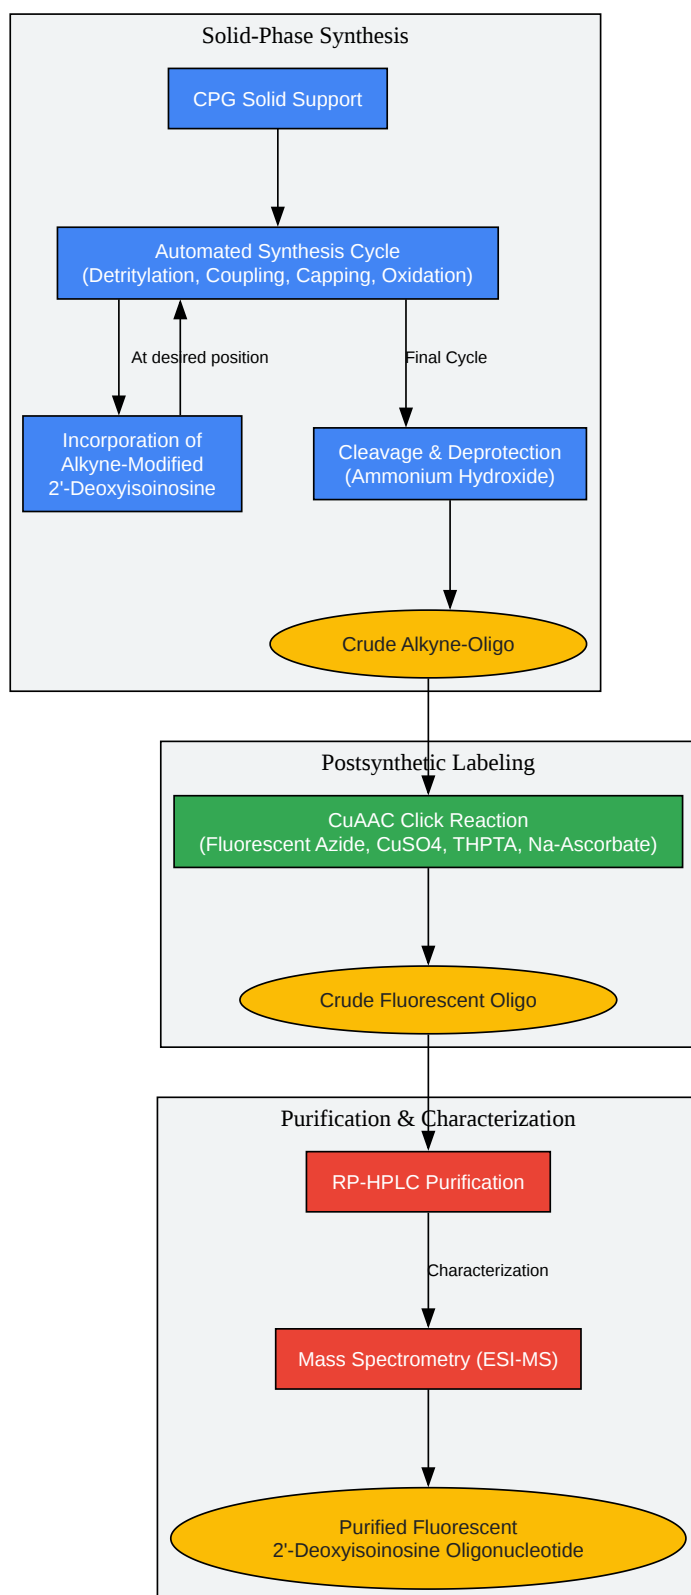 Solid-Phase Synthesis
CPG Solid Support
Automated Synthesis Cycle
(Detritylation, Coupling, Capping, Oxidation)
At desired position
Final Cycle
Incorporation of
Alkyne-Modified
2'-Deoxyisoinosine
Cleavage & Deprotection
(Ammonium Hydroxide)
Crude Alkyne-Oligo
Postsynthetic Labeling
CuAAC Click Reaction
(Fluorescent Azide, CuSO4, THPTA, Na-Ascorbate)
Crude Fluorescent Oligo
Purification & Characterization
RP-HPLC Purification
Characterization
Mass Spectrometry (ESI-MS)
Purified Fluorescent
2'-Deoxyisoinosine Oligonucleotide